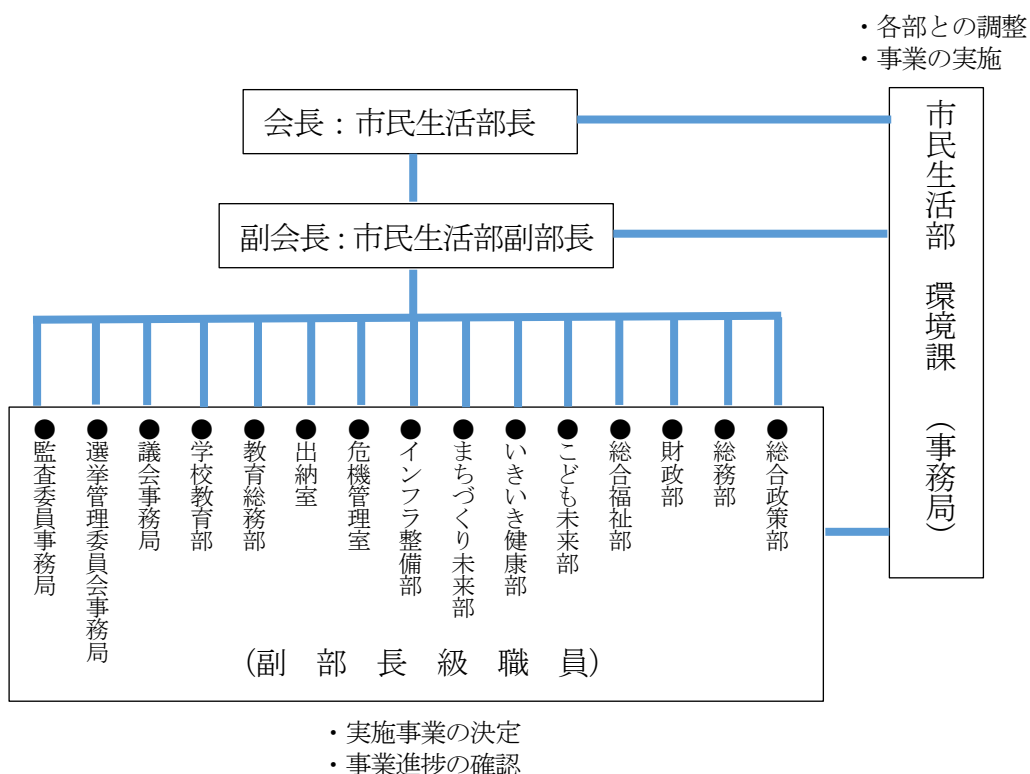 ・各部との調整
・事業の実施
会長：市民生活部長
副会長：市民生活部副部長
市民生活部　環境課　（事務局）
●総合政策部
●総務部
●財政部
●総合福祉部
●こども未来部
●いきいき健康部
●まちづくり未来部
●インフラ整備部
●危機管理室
●出納室
●教育総務部
●学校教育部
●議会事務局
●選挙管理委員会事務局
●監査委員事務局
（副　部　長　級　職　員）
・実施事業の決定
・事業進捗の確認